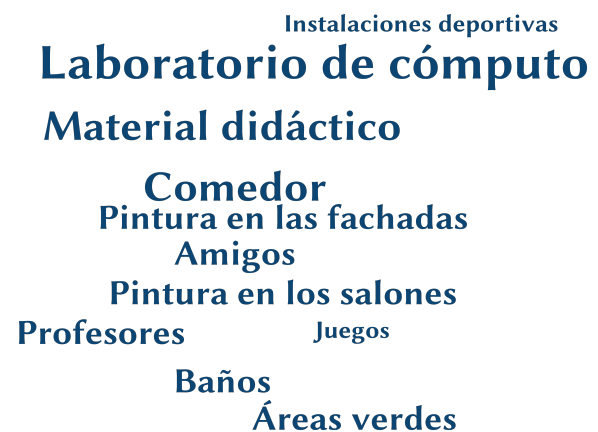 Instalaciones deportivas
Laboratorio de cómputo
Material didáctico
Comedor
Pintura en las fachadas
Amigos
Pintura en los salones
Profesores
Juegos
Baños
Áreas verdes